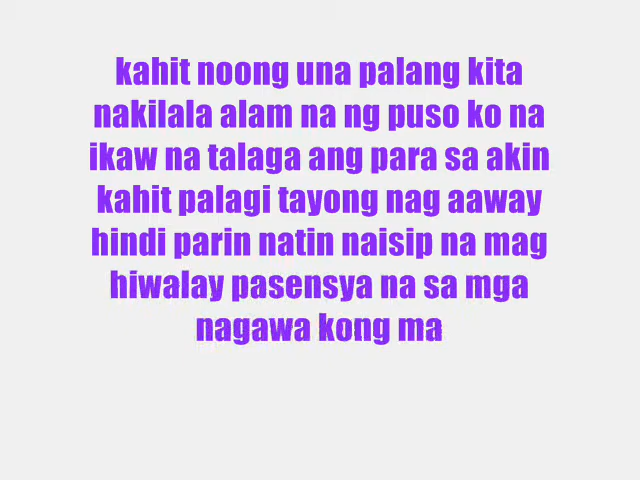 kahit noong una palang kita
nakilala alam na ng puso ko na
ikaw na talaga ang para sa akin
kahit palagi tayong nag aaway
hindi parin natin naisip na mag
hiwalay pasensya na sa mga
nagawa kong ma